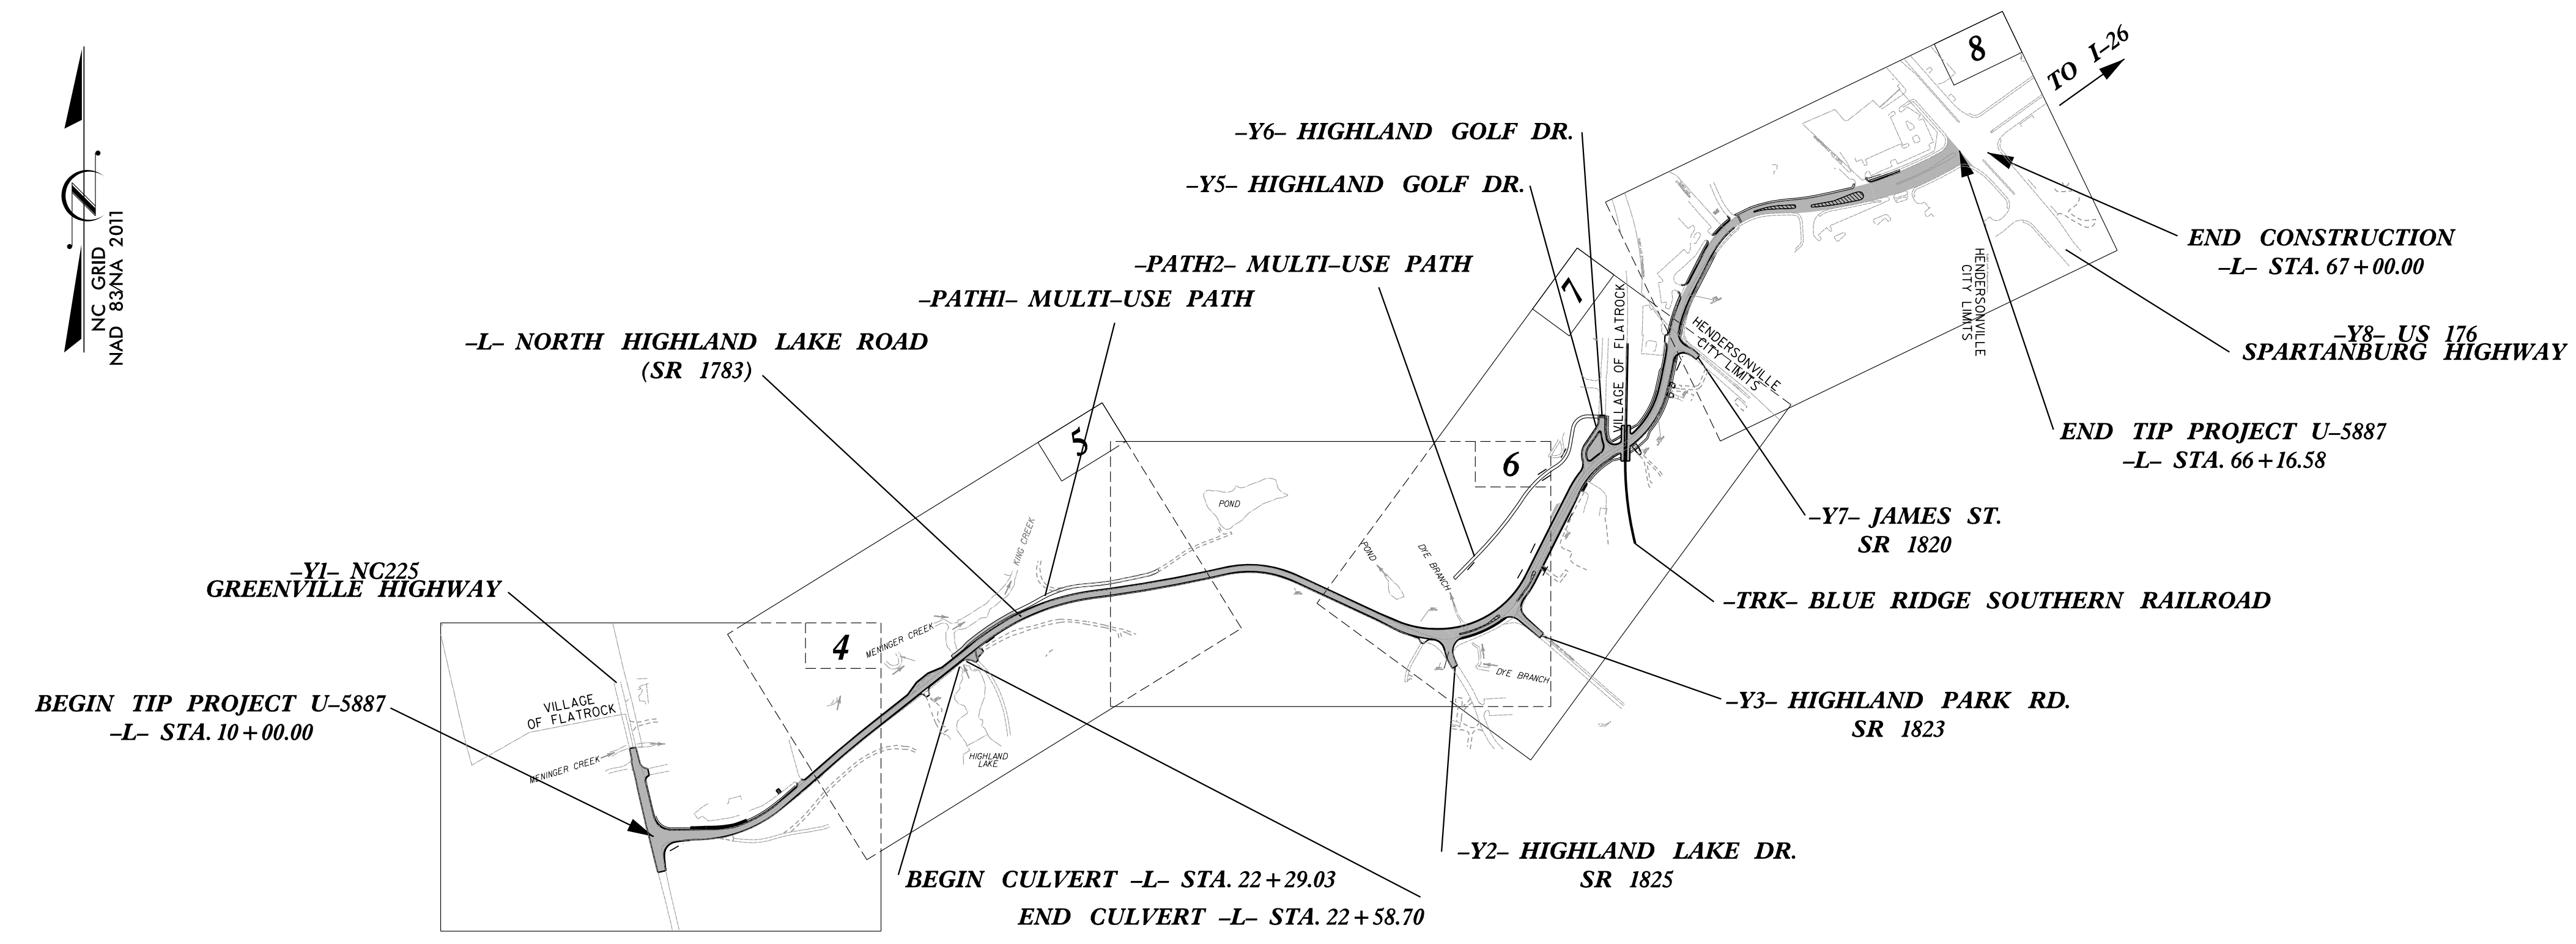 NC GRID
NAD 83/NA 2011
8
TO I-26
-Y6- HIGHLAND GOLF DR.
-Y5- HIGHLAND GOLF DR.
-PATH2- MULTI-USE PATH
-PATH1- MULTI-USE PATH
-L- NORTH HIGHLAND LAKE ROAD
(SR 1783)
7
VILLAGE OF FLATROCK
HENDERSONVILLE
CITY LIMITS
HENDERSONVILLE
CITY LIMITS
END CONSTRUCTION
-L- STA. 67+00.00
-Y8- US 176
SPARTANBURG HIGHWAY
END TIP PROJECT U-5887
-L- STA. 66+16.58
5
6
POND
KING CREEK
POND
DYE BRANCH
-Y7- JAMES ST.
SR 1820
-TRK- BLUE RIDGE SOUTHERN RAILROAD
-Y1- NC225
GREENVILLE HIGHWAY
4
MENINGER CREEK
DYE BRANCH
-Y3- HIGHLAND PARK RD.
SR 1823
BEGIN TIP PROJECT U-5887
-L- STA. 10+00.00
VILLAGE
OF FLATROCK
MENINGER CREEK
HIGHLAND
LAKE
-Y2- HIGHLAND LAKE DR.
SR 1825
BEGIN CULVERT -L- STA. 22+29.03
END CULVERT -L- STA. 22+58.70